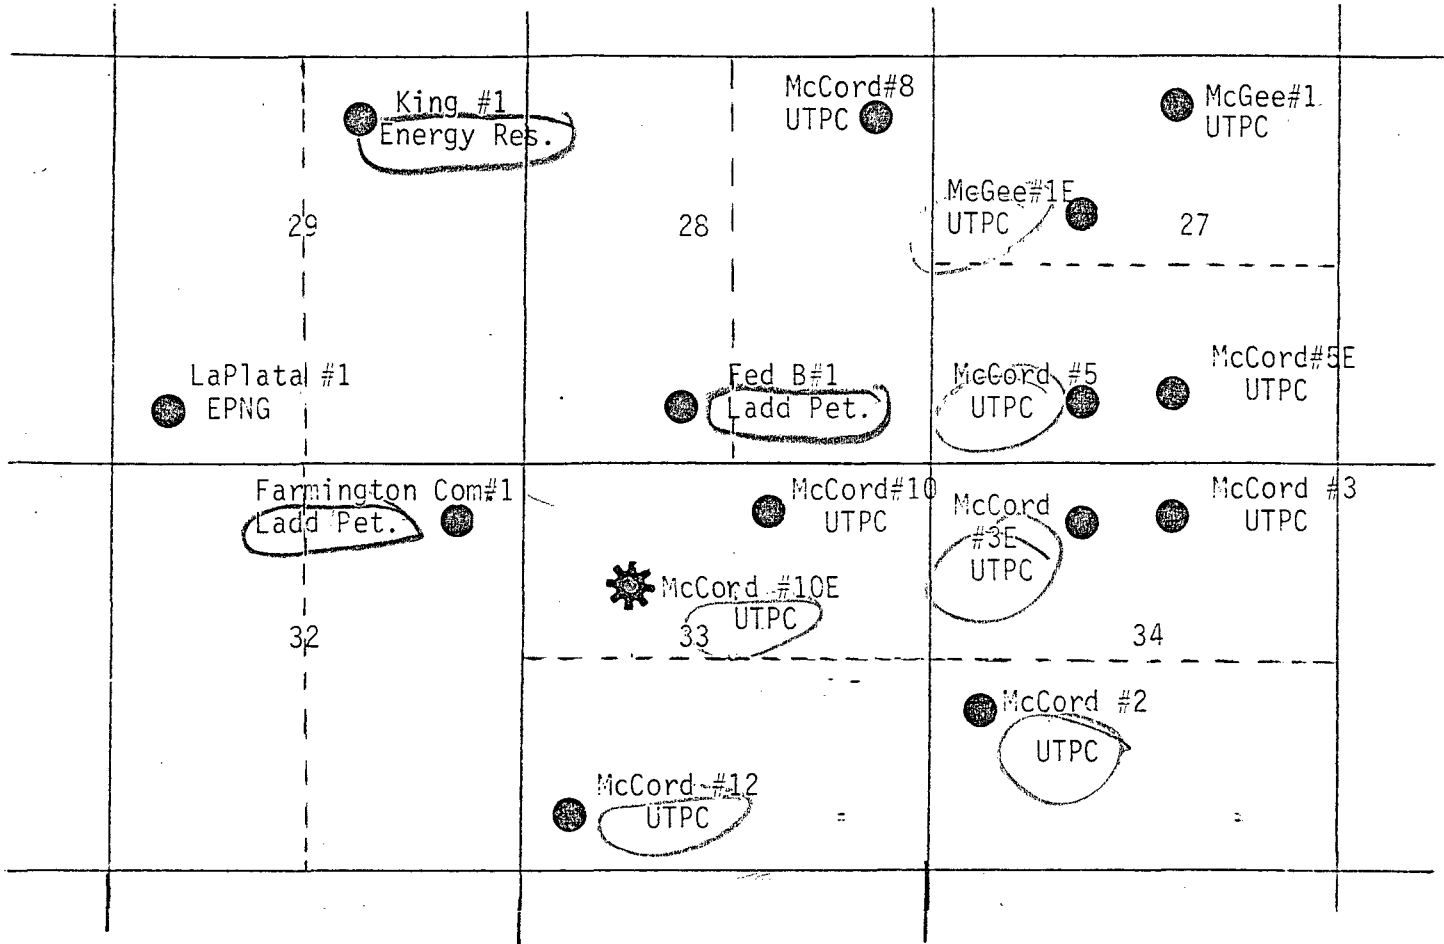 King #1
Energy Res.
McCord#8
UTPC
McGee#1
UTPC
McGee#1E
UTPC
29
28
27
LaPlata #1
EPNG
Fed B#1
Ladd Pet.
McCord #5
UTPC
McCord#5E
UTPC
Farmington Com#1
Ladd Pet.
McCord#10
UTPC
McCord
#3E
UTPC
McCord #3
UTPC
McCord #10E
UTPC
32
33
34
McCord #2
UTPC
McCord #12
UTPC